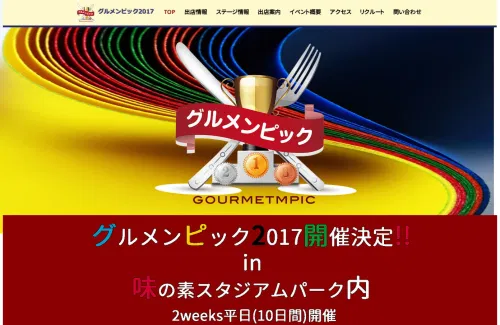 グルメンピック2017 TOP 出店情報 ステージ情報 出店案内 イベント概要 アクセス リクルート 問い合わせ
グルメンピック
1
GOURMETMPIC
グルメンピック2017開催決定!!
in
味の素スタジアムパーク内
2weeks平日(10日間)開催